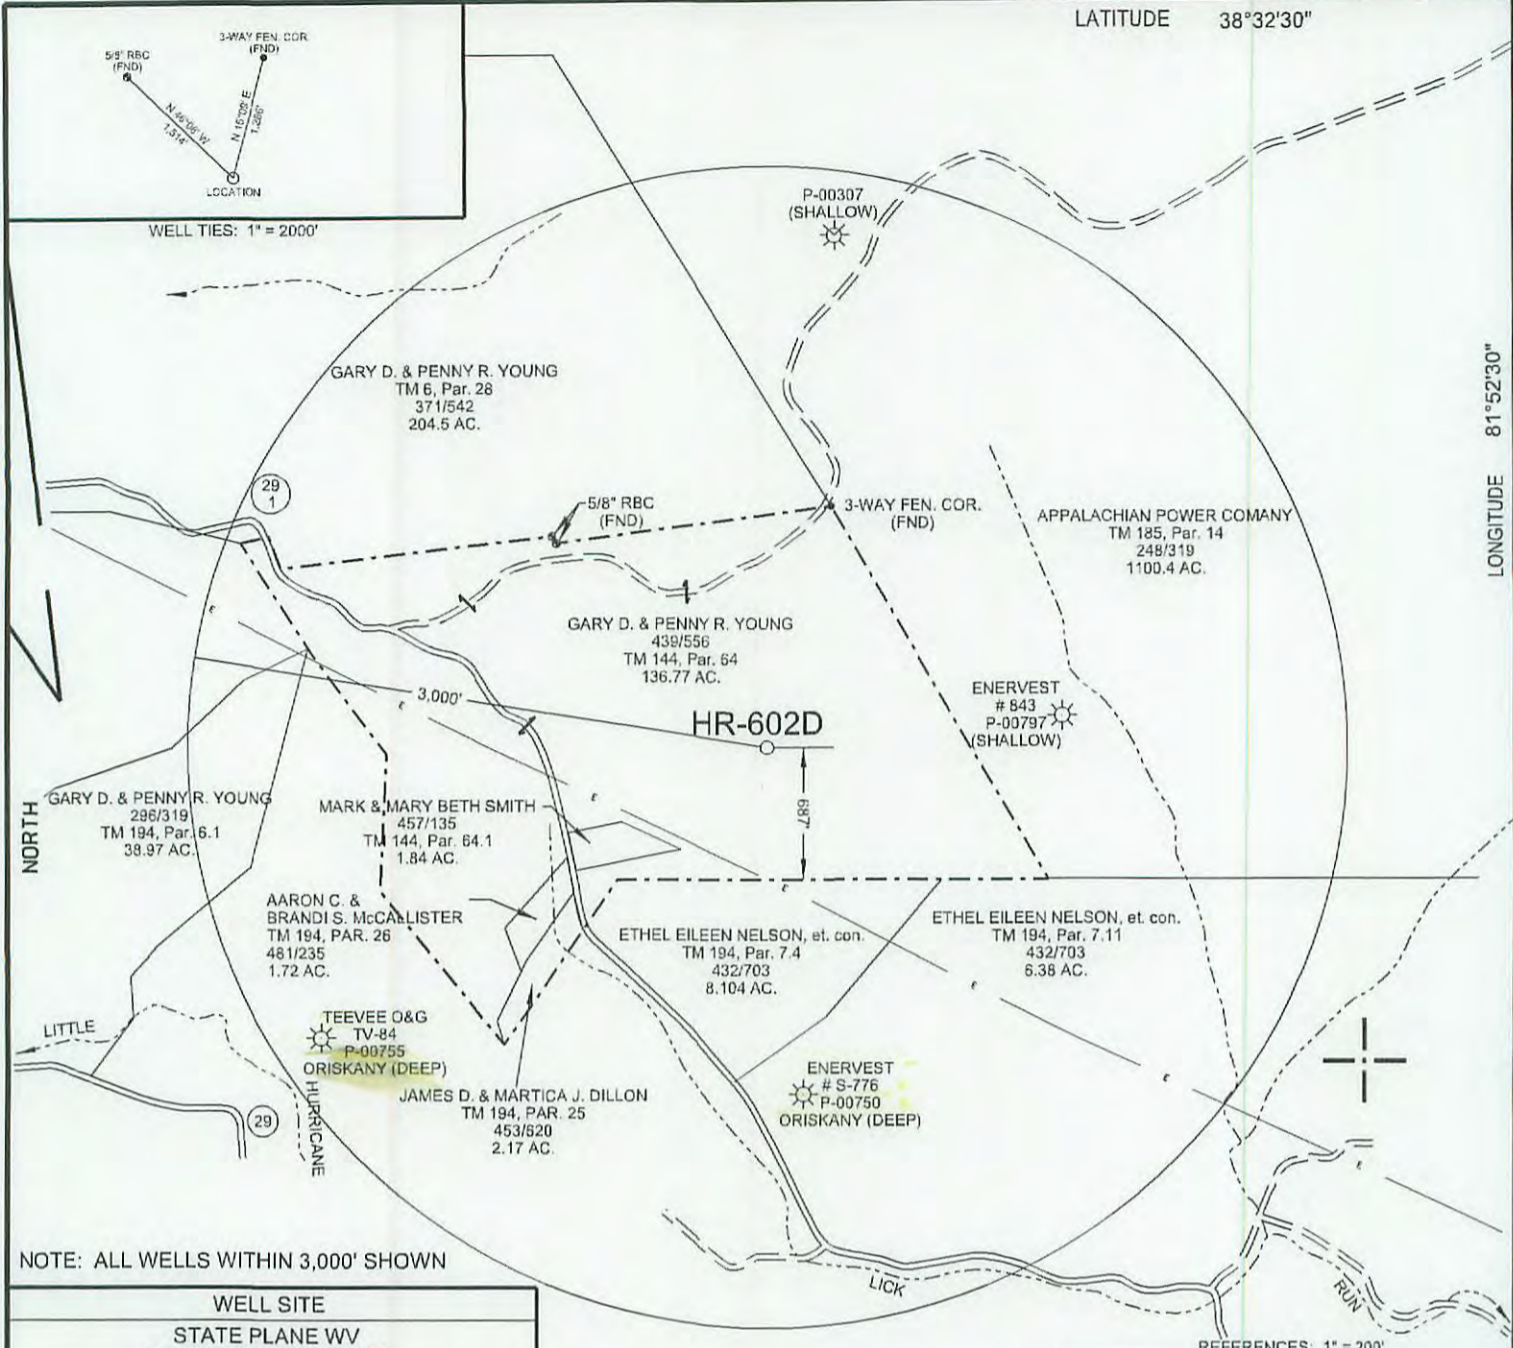 LATITUDE 38°32'30"
5/8" RBC
(FND)
3-WAY FEN. COR.
(FND)
N 46°06' W
1,514'
N 15°09' E
1,286'
LOCATION
WELL TIES: 1" = 2000'
P-00307
(SHALLOW)
LONGITUDE 81°52'30"
GARY D. & PENNY R. YOUNG
TM 6, Par. 28
371/542
204.5 AC.
29
1
5/8" RBC
(FND)
3-WAY FEN. COR.
(FND)
APPALACHIAN POWER COMANY
TM 185, Par. 14
248/319
1100.4 AC.
GARY D. & PENNY R. YOUNG
439/556
TM 144, Par. 64
136.77 AC.
3,000'
HR-602D
ENERVEST
# 843
P-00797
(SHALLOW)
687'
NORTH
GARY D. & PENNY R. YOUNG
296/319
TM 194, Par. 6.1
38.97 AC.
MARK & MARY BETH SMITH
457/135
TM 144, Par. 64.1
1.84 AC.
AARON C. &
BRANDI S. McCALLISTER
TM 194, PAR. 26
481/235
1.72 AC.
ETHEL EILEEN NELSON, et. con.
TM 194, Par. 7.4
432/703
8.104 AC.
ETHEL EILEEN NELSON, et. con.
TM 194, Par. 7.11
432/703
6.38 AC.
LITTLE
HURRICANE
29
TEEVEE O&G
TV-84
P-00755
ORISKANY (DEEP)
JAMES D. & MARTICA J. DILLON
TM 194, PAR. 25
453/620
2.17 AC.
ENERVEST
# S-776
P-00750
ORISKANY (DEEP)
NOTE: ALL WELLS WITHIN 3,000' SHOWN
LICK
RUN
WELL SITE
STATE PLANE WV
REFERENCES: 1" = 200'